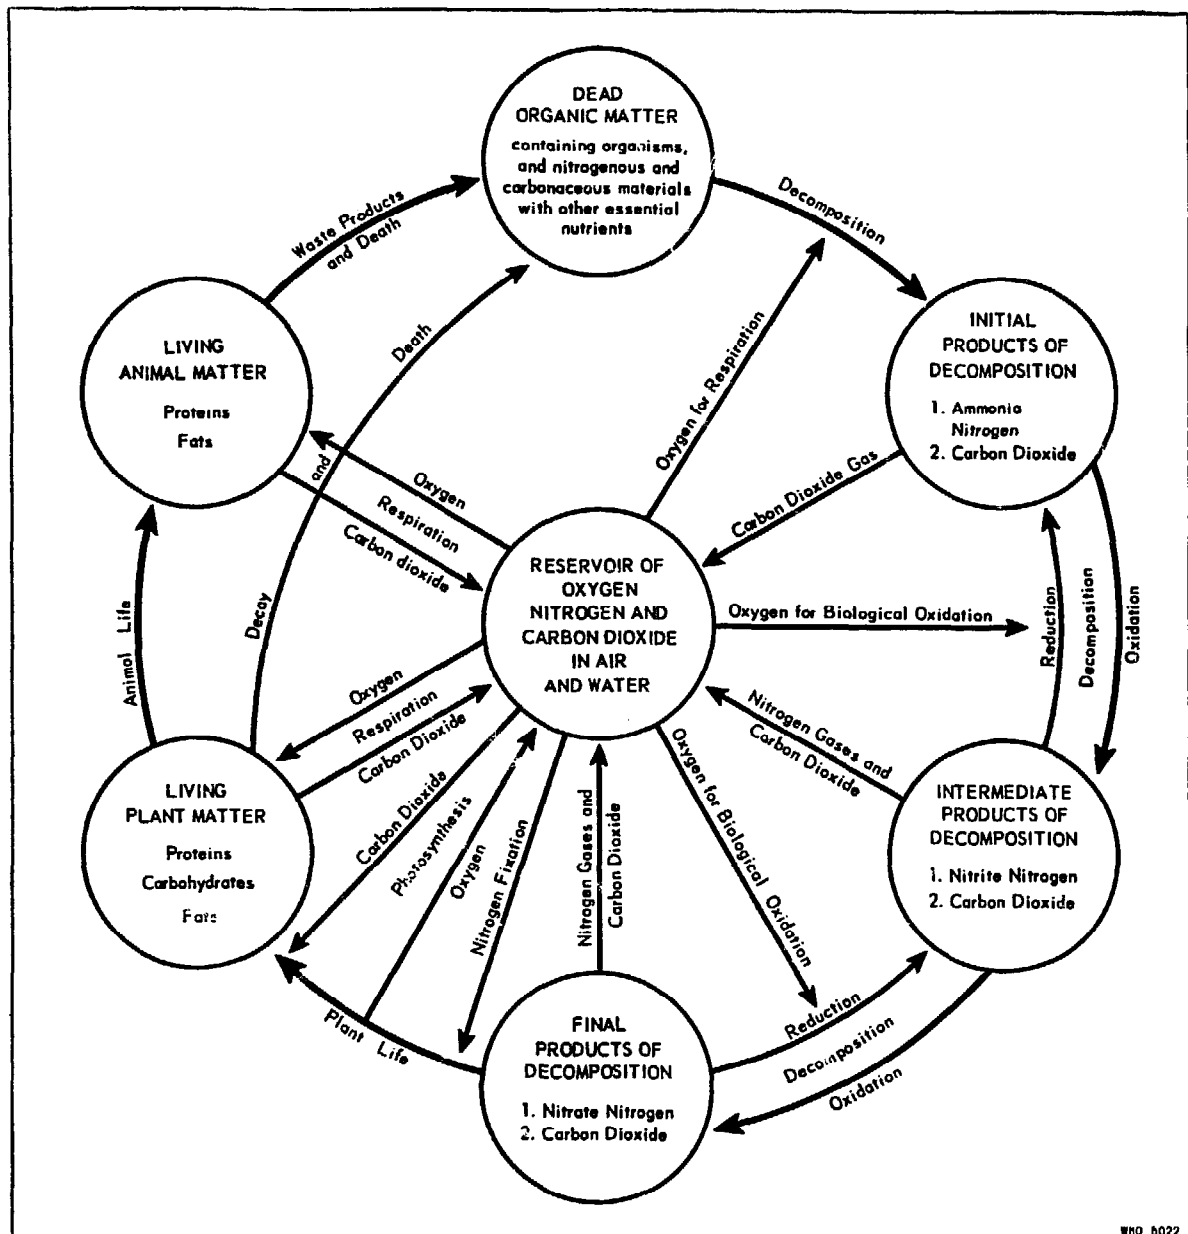 DEAD
ORGANIC MATTER
containing organisms,
and nitrogenous and
carbonaceous materials
with other essential
nutrients
Decomposition
Waste Products
and Death
LIVING
ANIMAL MATTER
Proteins
Fats
Death
and
Decay
Oxygen for Respiration
INITIAL
PRODUCTS OF
DECOMPOSITION
1. Ammonia
Nitrogen
2. Carbon Dioxide
Oxygen
Respiration
Carbon dioxide
Carbon Dioxide Gas
RESERVOIR OF
OXYGEN
NITROGEN AND
CARBON DIOXIDE
IN AIR
AND WATER
Oxygen for Biological Oxidation
Reduction
Decomposition
Oxidation
Animal Life
Oxygen
Respiration
Carbon Dioxide
Nitrogen Gases and
Carbon Dioxide
LIVING
PLANT MATTER
Proteins
Carbohydrates
Fats
Carbon Dioxide
Photosynthesis
Oxygen
Nitrogen Fixation
Nitrogen Gases and
Carbon Dioxide
Oxygen for Biological Oxidation
INTERMEDIATE
PRODUCTS OF
DECOMPOSITION
1. Nitrite Nitrogen
2. Carbon Dioxide
Plant Life
FINAL
PRODUCTS OF
DECOMPOSITION
1. Nitrate Nitrogen
2. Carbon Dioxide
Reduction
Decomposition
Oxidation
WHO 5022